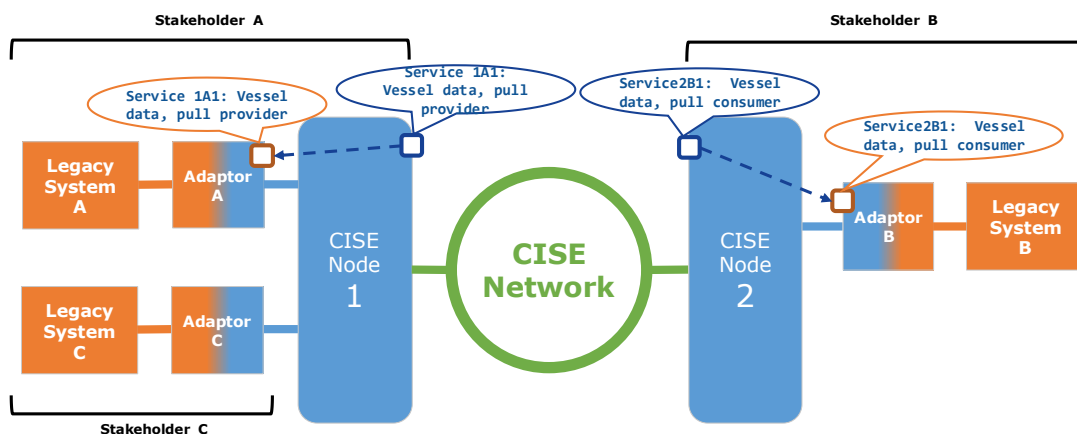 Stakeholder A
Stakeholder B
Service 1A1: Vessel
data, pull provider
Service 1A1:
Vessel data, pull
provider
Service2B1: Vessel
data, pull consumer
Service2B1: Vessel
data, pull consumer
Legacy
System
A
Adaptor
A
CISE
Node
1
CISE
Network
CISE
Node
2
Adaptor
B
Legacy
System
B
Legacy
System
C
Adaptor
C
Stakeholder C